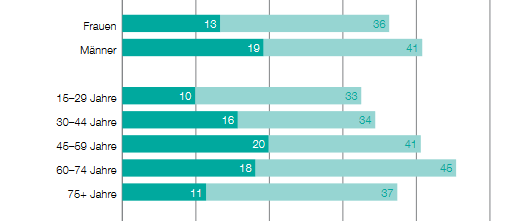 Frauen 13 36
Männer 19 41
15–29 Jahre 10 33
30–44 Jahre 16 34
45–59 Jahre 20 41
60–74 Jahre 18 45
75+ Jahre 11 37